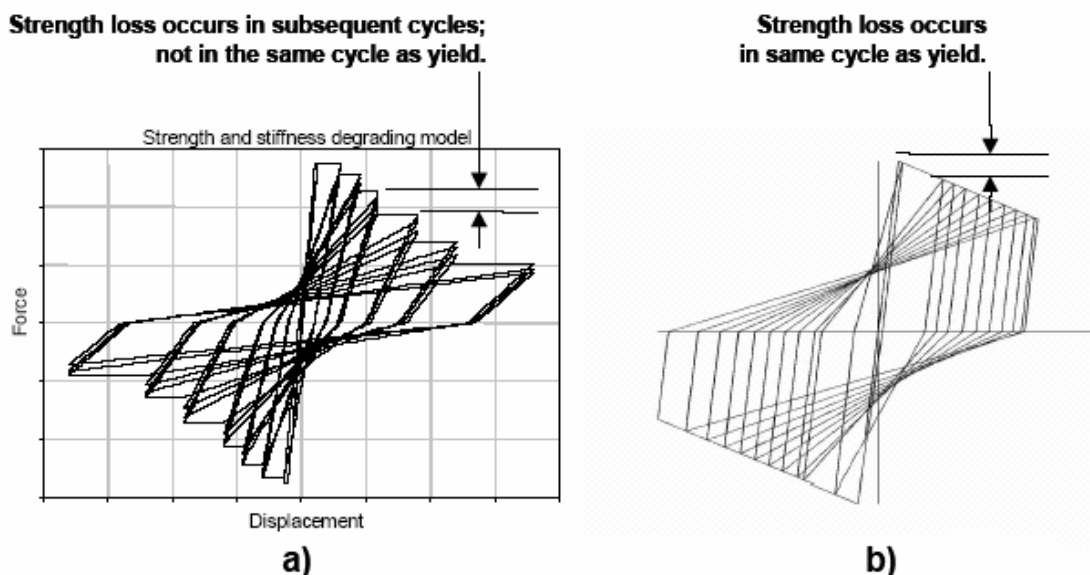 Strength loss occurs in subsequent cycles;
not in the same cycle as yield.
Strength and stiffness degrading model
Force
Displacement
a)
Strength loss occurs
in same cycle as yield.
b)